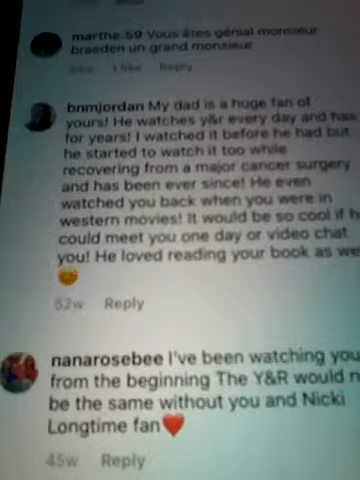 marthe.59 Vous êtes génial monsieur
braeden un grand monsieur
1 like Reply
bnmjordan My dad is a huge fan of
yours! He watches y&r every day and has
for years! I watched it before he had but
he started to watch it too while
recovering from a major cancer surgery
and has been ever since! He even
watched you back when you were in
western movies! It would be so cool if h
could meet you one day or video chat
you! He loved reading your book as we
😊
52w Reply
nanarosebee I've been watching you
from the beginning The Y&R would n
be the same without you and Nicki
Longtime fan❤️
45w Reply